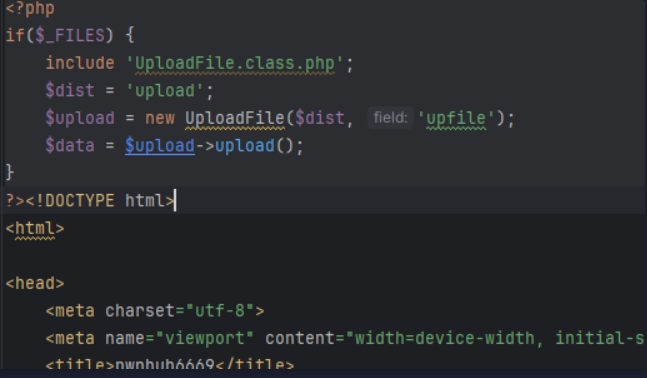 <?php
if($_FILES) {
    include 'UploadFile.class.php';
    $dist = 'upload';
    $upload = new UploadFile($dist, field: 'upfile');
    $data = $upload->upload();
}
?><!DOCTYPE html>
<html>
<head>
    <meta charset="utf-8">
    <meta name="viewport" content="width=device-width, initial-s
    <title>pwnhub6669</title>